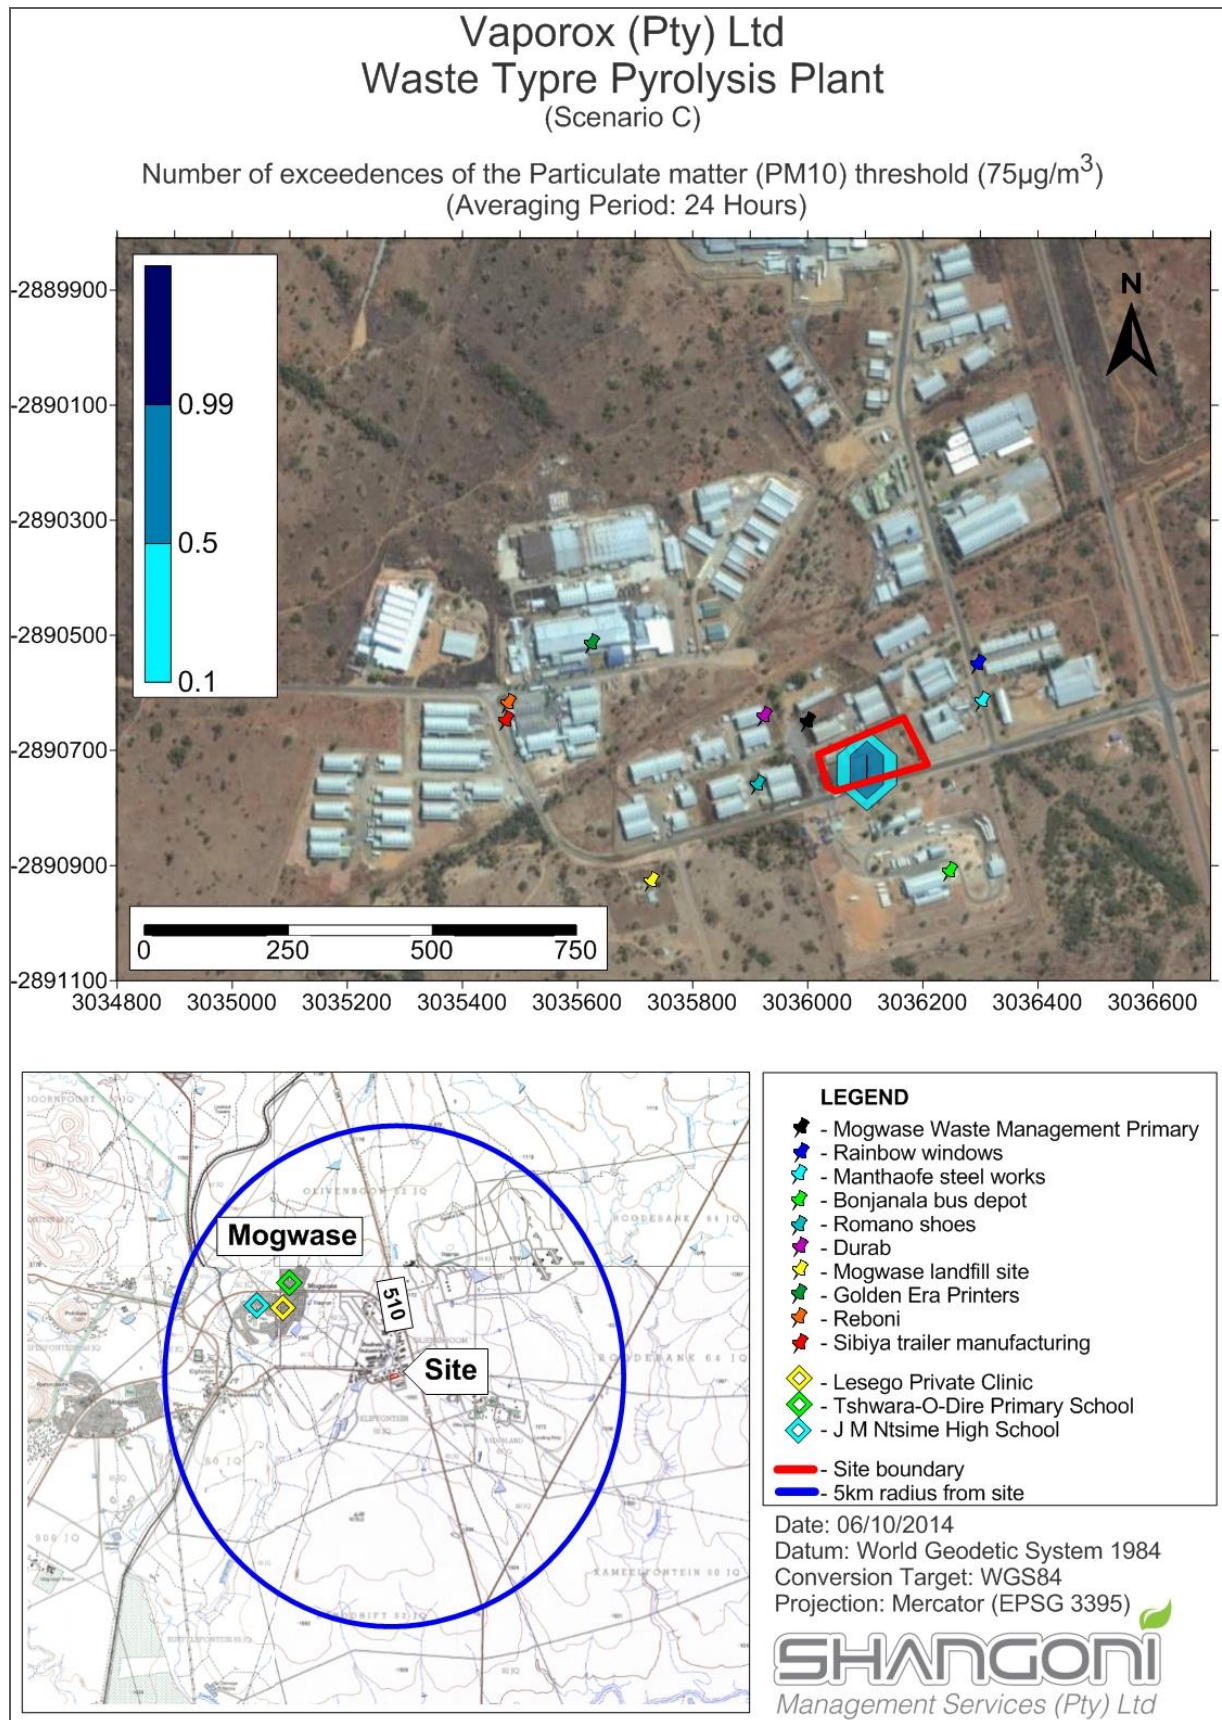 Vaporox (Pty) Ltd
Waste Typre Pyrolysis Plant
(Scenario C)
Number of exceedences of the Particulate matter (PM10) threshold (75µg/m³)
(Averaging Period: 24 Hours)
0.99
0.5
0.1
N
-2889900
-2890100
-2890300
-2890500
-2890700
-2890900
-2891100
0 250 500 750
3034800 3035000 3035200 3035400 3035600 3035800 3036000 3036200 3036400 3036600
Mogwase
510
Site
LEGEND
- Mogwase Waste Management Primary
- Rainbow windows
- Manthaofe steel works
- Bonjanala bus depot
- Romano shoes
- Durab
- Mogwase landfill site
- Golden Era Printers
- Reboni
- Sibiya trailer manufacturing
- Lesego Private Clinic
- Tshwara-O-Dire Primary School
- J M Ntsime High School
- Site boundary
- 5km radius from site
Date: 06/10/2014
Datum: World Geodetic System 1984
Conversion Target: WGS84
Projection: Mercator (EPSG 3395)
SHANGONI
Management Services (Pty) Ltd